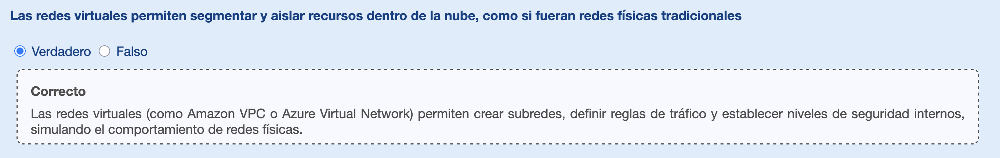 Las redes virtuales permiten segmentar y aislar recursos dentro de la nube, como si fueran redes físicas tradicionales
Verdadero Falso
Correcto
Las redes virtuales (como Amazon VPC o Azure Virtual Network) permiten crear subredes, definir reglas de tráfico y establecer niveles de seguridad internos,
simulando el comportamiento de redes físicas.